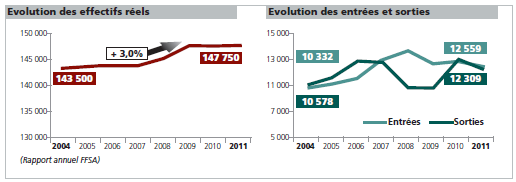 Evolution des effectifs réels
150 000
145 000
140 000
135 000
130 000
+ 3,0%
143 500
147 750
2004 2005 2006 2007 2008 2009 2010 2011
(Rapport annuel FFSA)
Evolution des entrées et sorties
15 000
13 000
11 000
7 000
5 000
10 332
10 578
12 559
12 309
Entrées Sorties
2004 2005 2006 2007 2008 2009 2010 2011